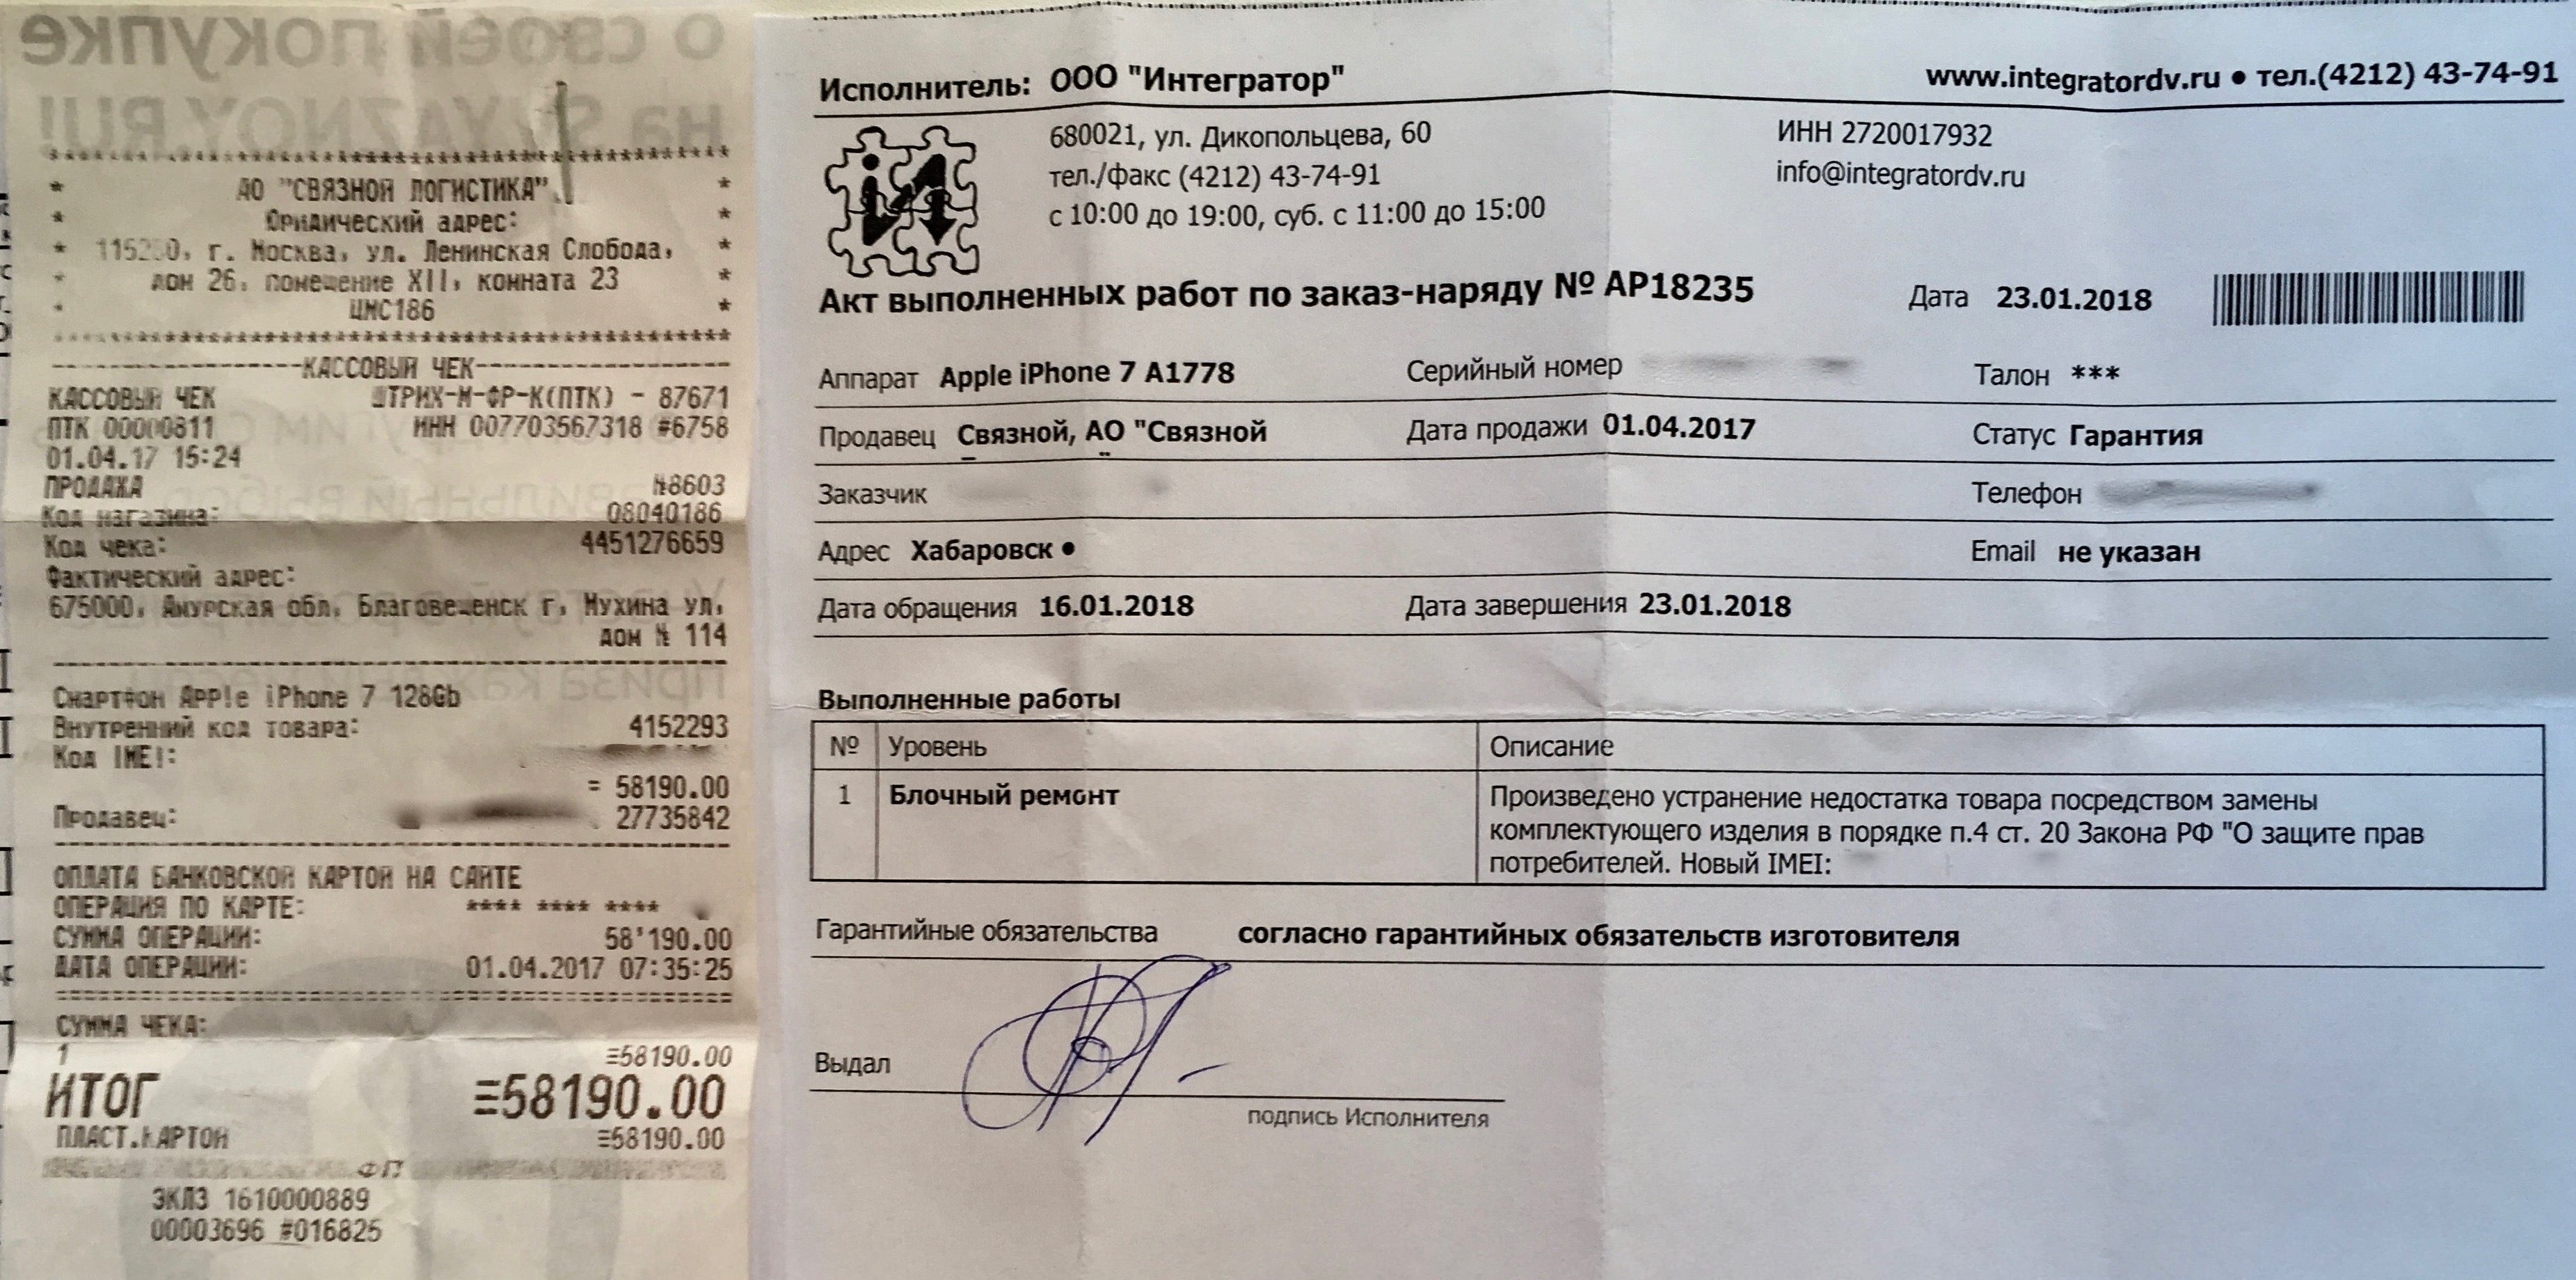 о своей покупке
на SVYAZNOY.RU!
АО "СВЯЗНОЙ ЛОГИСТИКА"
Юридический адрес:
г. Москва, ул. Ленинская Слобода,
дом 26, помещение XII, комната 23
ЦМС186
КАССОВЫЙ ЧЕК
КАССОВЫЙ ЧЕК ШТРИХ-М-ФР-К(ПТК) - 87671
ПТК 00000811 ИНН 007703567318 #6758
01.04.17 15:24
ПРОДАЖА №8603
Код магазина: 08040186
Код чека: 4451276659
Фактический адрес:
675000, Амурская обл, Благовещенск г, Мухина ул,
дом № 114
Смартфон Apple iPhone 7 128Gb
Внутренний код товара: 4152293
Код IMEI:
= 58190.00
Продавец: 27735842
ОПЛАТА БАНКОВСКОЙ КАРТОЙ НА САЙТЕ
ОПЕРАЦИЯ ПО КАРТЕ: **** **** ****
СУММА ОПЕРАЦИИ: 58'190.00
ДАТА ОПЕРАЦИИ: 01.04.2017 07:35:25
СУММА ЧЕКА:
1 ≡58190.00
ИТОГ ≡58190.00
ПЛАСТ.КАРТОЙ ≡58190.00
ФП
ЭКЛЗ 1610000889
00003696 #016825
Исполнитель: ООО "Интегратор" www.integratordv.ru • тел.(4212) 43-74-91
680021, ул. Дикопольцева, 60 ИНН 2720017932
тел./факс (4212) 43-74-91 info@integratordv.ru
с 10:00 до 19:00, суб. с 11:00 до 15:00
Акт выполненных работ по заказ-наряду № АР18235 Дата 23.01.2018
Аппарат Apple iPhone 7 A1778 Серийный номер Талон ***
Продавец Связной, АО "Связной Дата продажи 01.04.2017 Статус Гарантия
Заказчик Телефон
Адрес Хабаровск • Email не указан
Дата обращения 16.01.2018 Дата завершения 23.01.2018
Выполненные работы
№ Уровень Описание
1 Блочный ремонт Произведено устранение недостатка товара посредством замены
комплектующего изделия в порядке п.4 ст. 20 Закона РФ "О защите прав
потребителей. Новый IMEI:
Гарантийные обязательства согласно гарантийных обязательств изготовителя
Выдал
подпись Исполнителя